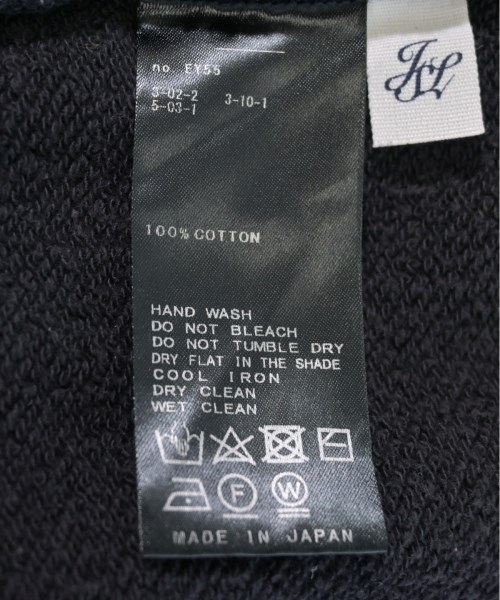 no. EY55
3-02-2 3-10-1
5-03-1
100% COTTON
HAND WASH
DO NOT BLEACH
DO NOT TUMBLE DRY
DRY FLAT IN THE SHADE
COOL IRON
DRY CLEAN
WET CLEAN
F W
MADE IN JAPAN